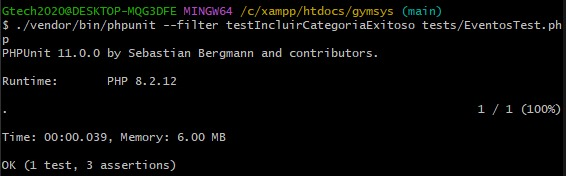 Gtech2020@DESKTOP-MQG3DFE MINGW64 /c/xampp/htdocs/gymsys (main)
$ ./vendor/bin/phpunit --filter testIncluirCategoriaExitoso tests/EventosTest.ph
p
PHPUnit 11.0.0 by Sebastian Bergmann and contributors.
Runtime:       PHP 8.2.12
.                                                                   1 / 1 (100%)
Time: 00:00.039, Memory: 6.00 MB
OK (1 test, 3 assertions)